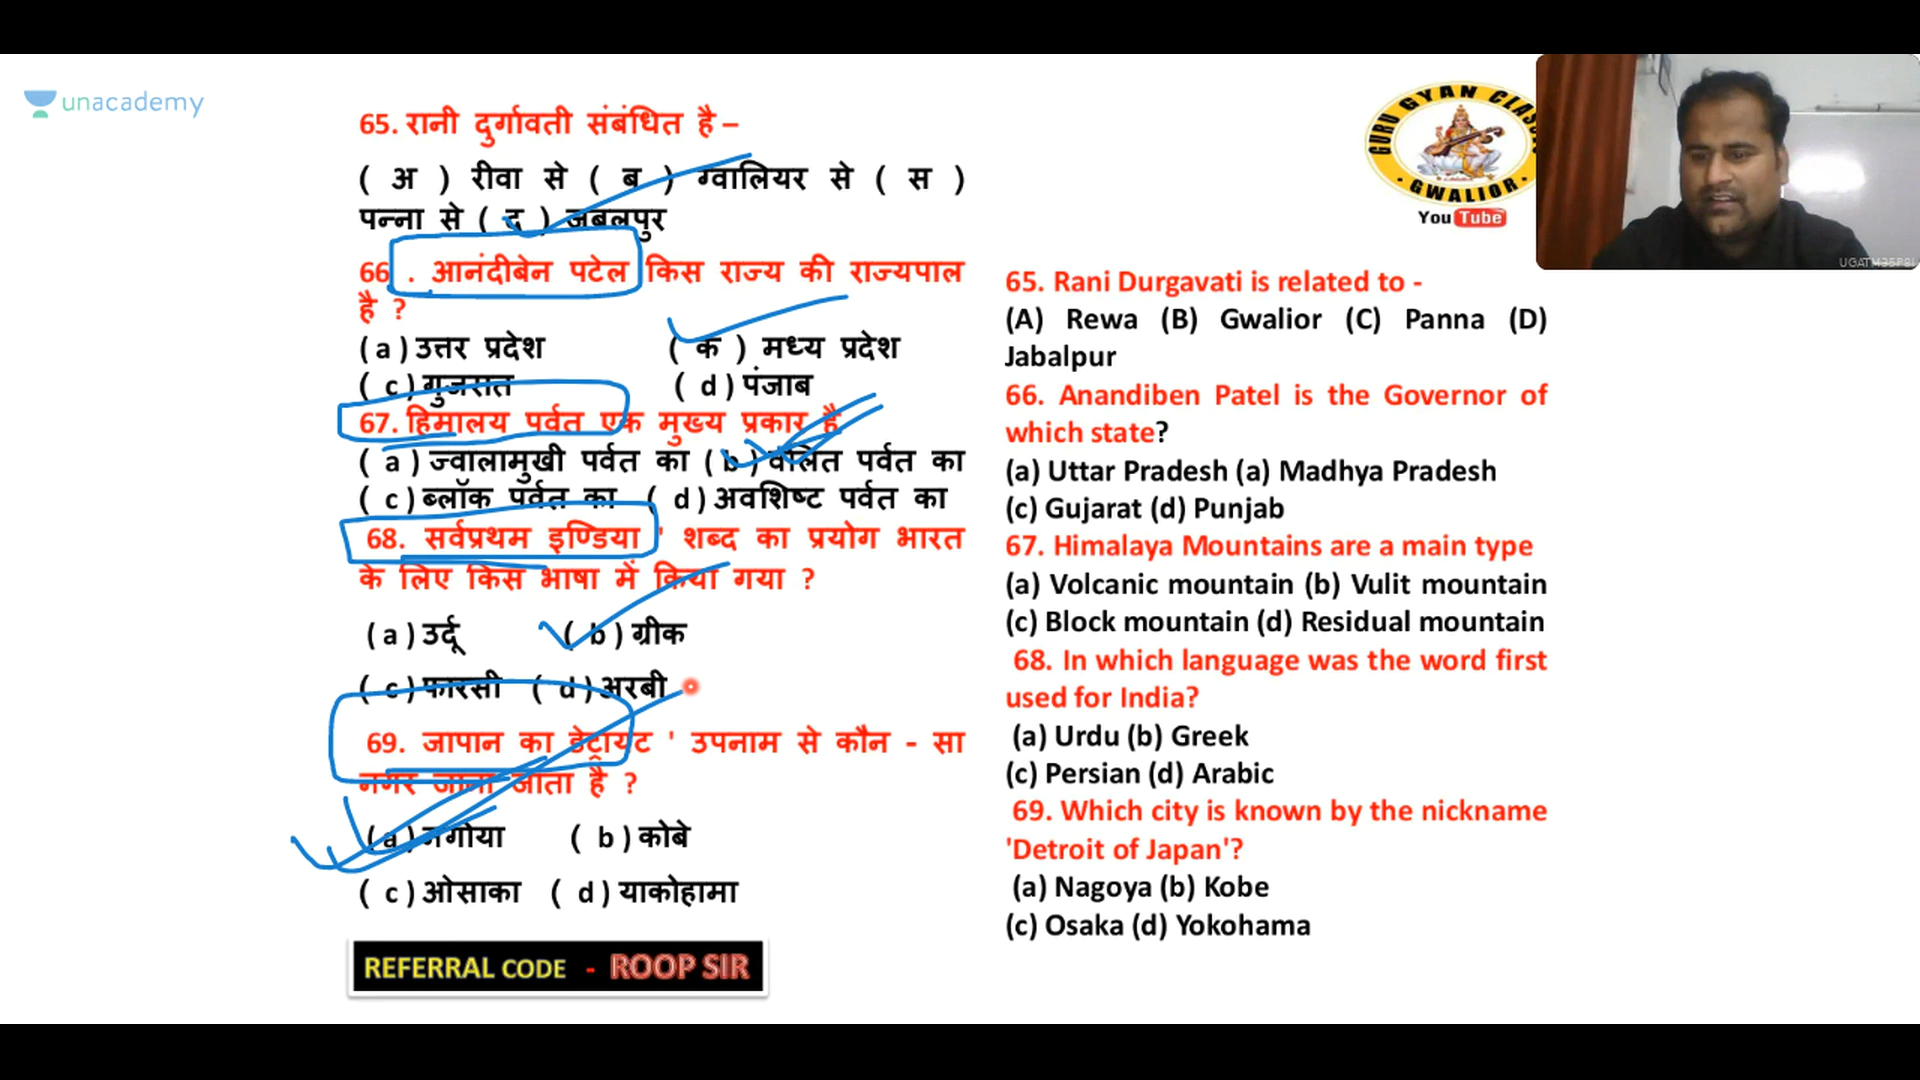 unacademy
65. रानी दुर्गावती संबंधित है –
( अ ) रीवा से ( ब ) ग्वालियर से ( स )
पन्ना से ( द ) जबलपुर
66 . आनंदीबेन पटेल किस राज्य की राज्यपाल
है ?
( a ) उत्तर प्रदेश ( क ) मध्य प्रदेश
( c ) गुजरात ( d ) पंजाब
67. हिमालय पर्वत एक मुख्य प्रकार है
( a ) ज्वालामुखी पर्वत का ( b ) वलित पर्वत का
( c ) ब्लॉक पर्वत का ( d ) अवशिष्ट पर्वत का
68. सर्वप्रथम इण्डिया ' शब्द का प्रयोग भारत
के लिए किस भाषा में किया गया ?
( a ) उर्दू ( b ) ग्रीक
( c ) फारसी ( d ) अरबी
69. जापान का डेट्रायट ' उपनाम से कौन - सा
नगर जाना जाता है ?
( a ) नगोया ( b ) कोबे
( c ) ओसाका ( d ) याकोहामा
REFERRAL CODE - ROOP SIR
GURU GYAN
GWALIOR
You Tube
UGATM35P8I
65. Rani Durgavati is related to -
(A) Rewa (B) Gwalior (C) Panna (D)
Jabalpur
66. Anandiben Patel is the Governor of
which state?
(a) Uttar Pradesh (a) Madhya Pradesh
(c) Gujarat (d) Punjab
67. Himalaya Mountains are a main type
(a) Volcanic mountain (b) Vulit mountain
(c) Block mountain (d) Residual mountain
68. In which language was the word first
used for India?
(a) Urdu (b) Greek
(c) Persian (d) Arabic
69. Which city is known by the nickname
'Detroit of Japan'?
(a) Nagoya (b) Kobe
(c) Osaka (d) Yokohama